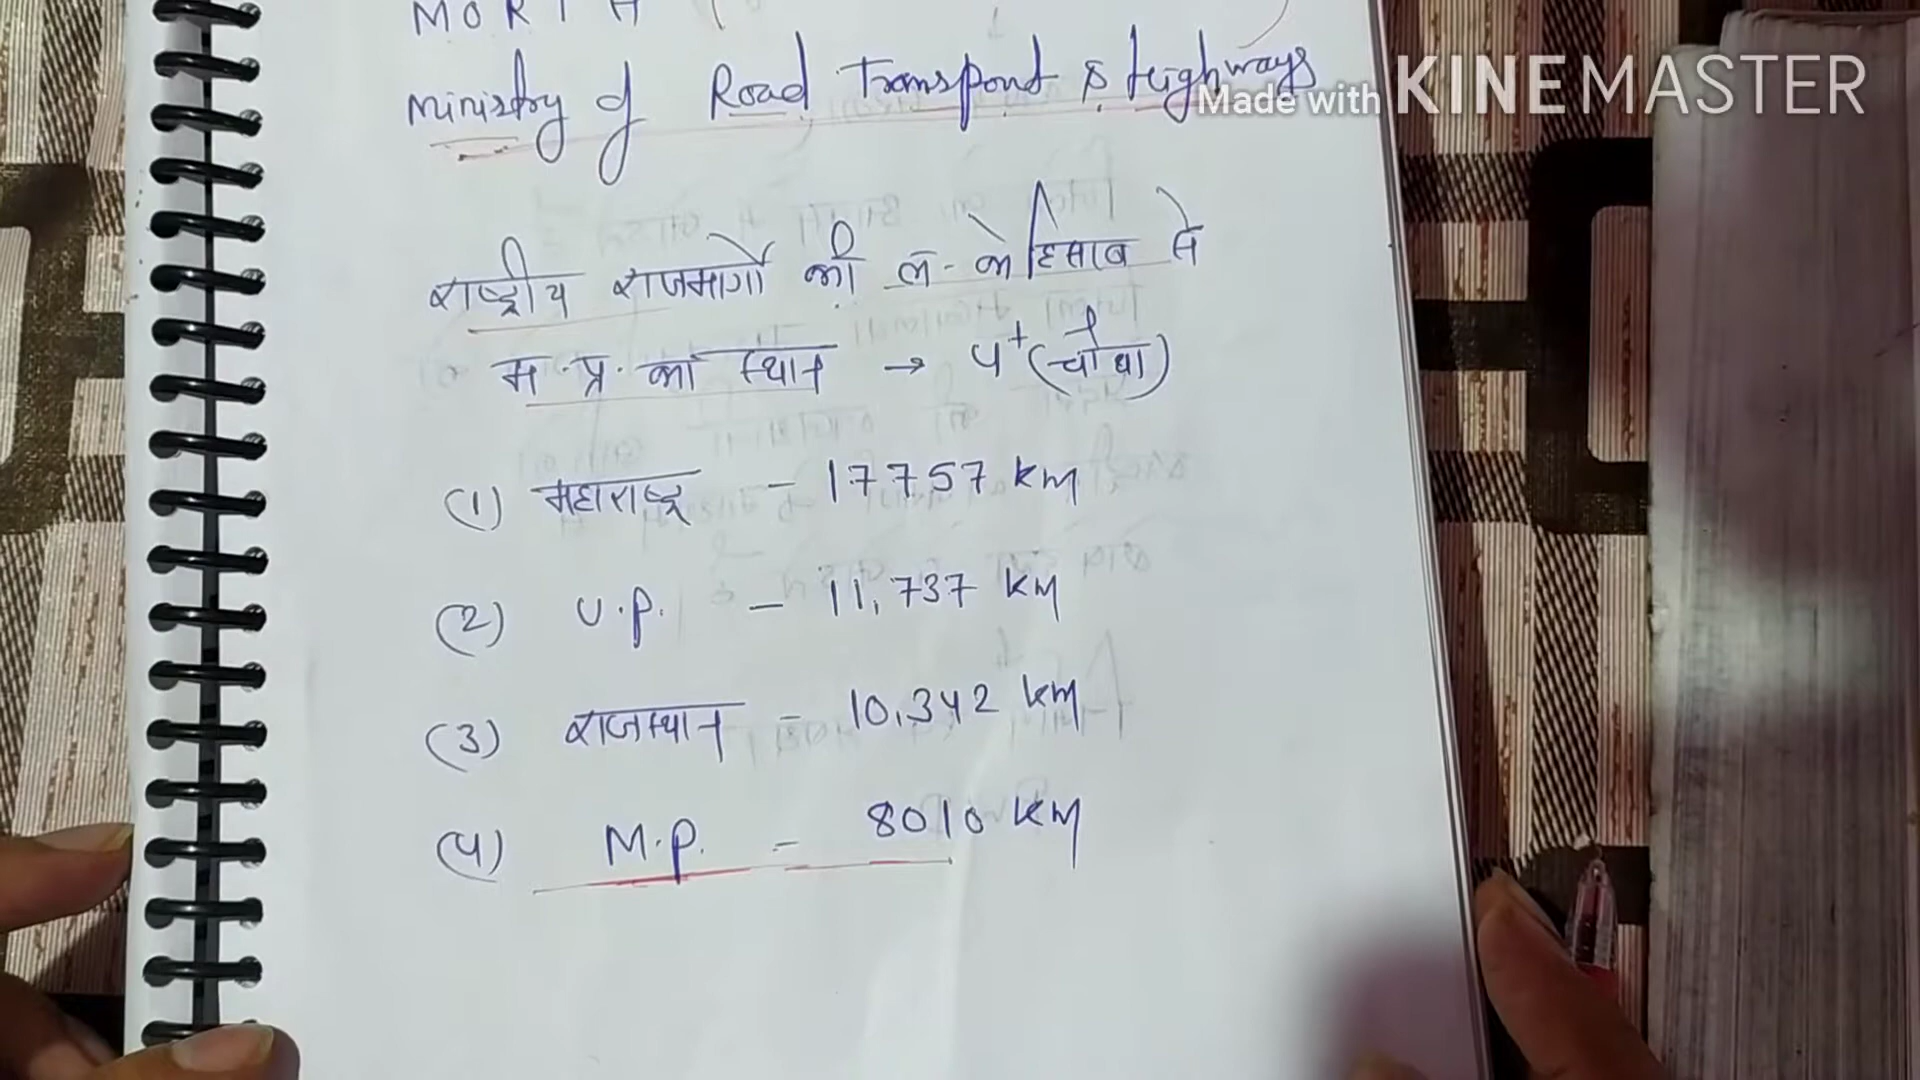 MORTH (
Ministry of Road Transport & Highways
Made with KINEMASTER
राष्ट्रीय राजमार्गो की लं. के हिसाब से
म.प्र. का स्थान → 4th (चौथा)
(1) महाराष्ट्र - 17757 km
(2) U.P. - 11,737 KM
(3) राजस्थान - 10,342 km
(4) M.P. - 8010 KM